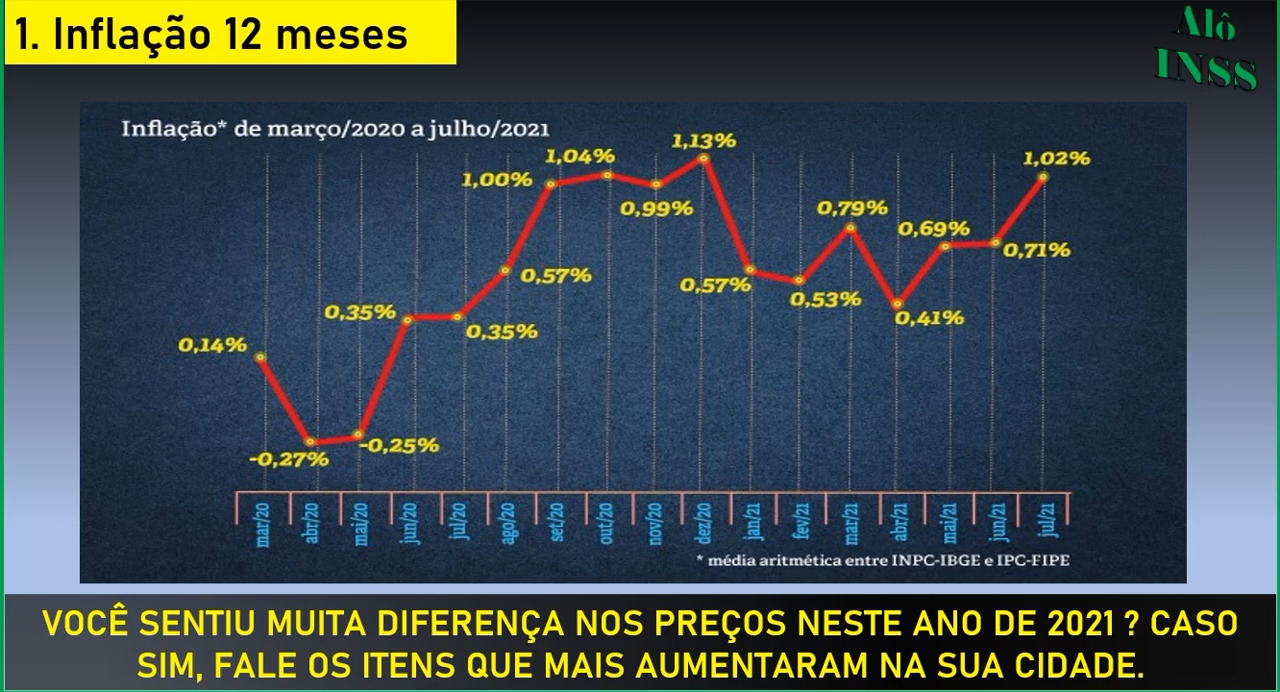 1. Inflação 12 meses
Alô
INSS
Inflação* de março/2020 a julho/2021
0,14%
-0,27%
-0,25%
0,35%
0,35%
0,57%
1,00%
1,04%
0,99%
1,13%
0,57%
0,53%
0,79%
0,41%
0,69%
0,71%
1,02%
mar/20
abr/20
mai/20
jun/20
jul/20
ago/20
set/20
out/20
nov/20
dez/20
jan/21
fev/21
mar/21
abr/21
mai/21
jun/21
jul/21
* média aritmética entre INPC-IBGE e IPC-FIPE
VOCÊ SENTIU MUITA DIFERENÇA NOS PREÇOS NESTE ANO DE 2021 ? CASO
SIM, FALE OS ITENS QUE MAIS AUMENTARAM NA SUA CIDADE.